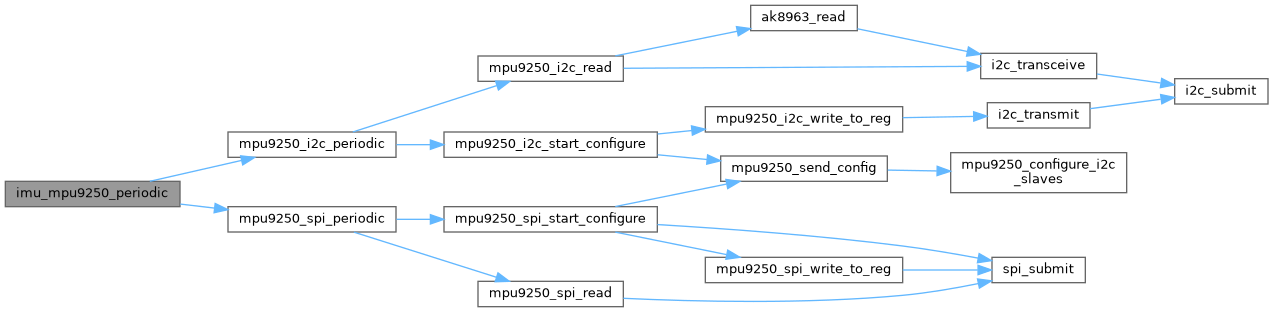 ak8963_read
mpu9250_i2c_read
i2c_transceive
i2c_submit
mpu9250_i2c_write_to_reg
i2c_transmit
mpu9250_i2c_periodic
mpu9250_i2c_start_configure
mpu9250_send_config
mpu9250_configure_i2c
_slaves
imu_mpu9250_periodic
mpu9250_spi_periodic
mpu9250_spi_start_configure
mpu9250_spi_write_to_reg
spi_submit
mpu9250_spi_read